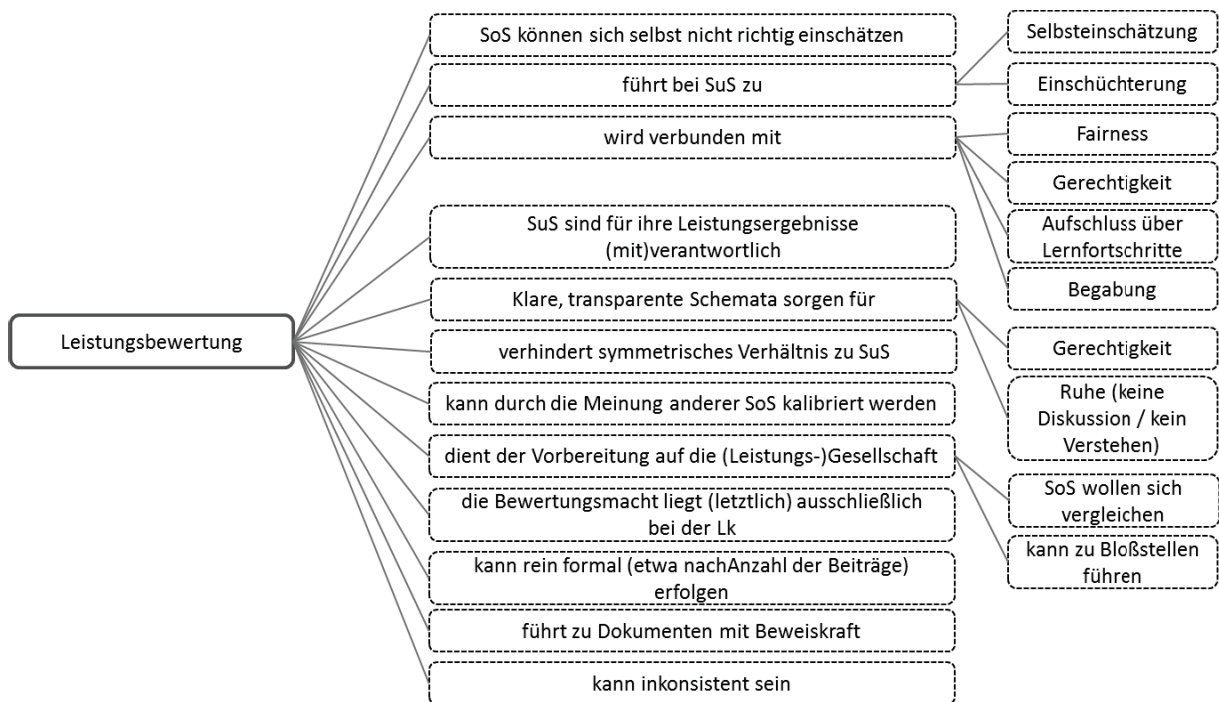 Leistungsbewertung
SoS können sich selbst nicht richtig einschätzen
führt bei SuS zu
Selbsteinschätzung
Einschüchterung
wird verbunden mit
Fairness
Gerechtigkeit
Aufschluss über
Lernfortschritte
Begabung
SuS sind für ihre Leistungsergebnisse
(mit)verantwortlich
Klare, transparente Schemata sorgen für
Gerechtigkeit
Ruhe (keine
Diskussion / kein
Verstehen)
verhindert symmetrisches Verhältnis zu SuS
kann durch die Meinung anderer SoS kalibriert werden
dient der Vorbereitung auf die (Leistungs-)Gesellschaft
SoS wollen sich
vergleichen
kann zu Bloßstellen
führen
die Bewertungsmacht liegt (letztlich) ausschließlich
bei der Lk
kann rein formal (etwa nachAnzahl der Beiträge)
erfolgen
führt zu Dokumenten mit Beweiskraft
kann inkonsistent sein